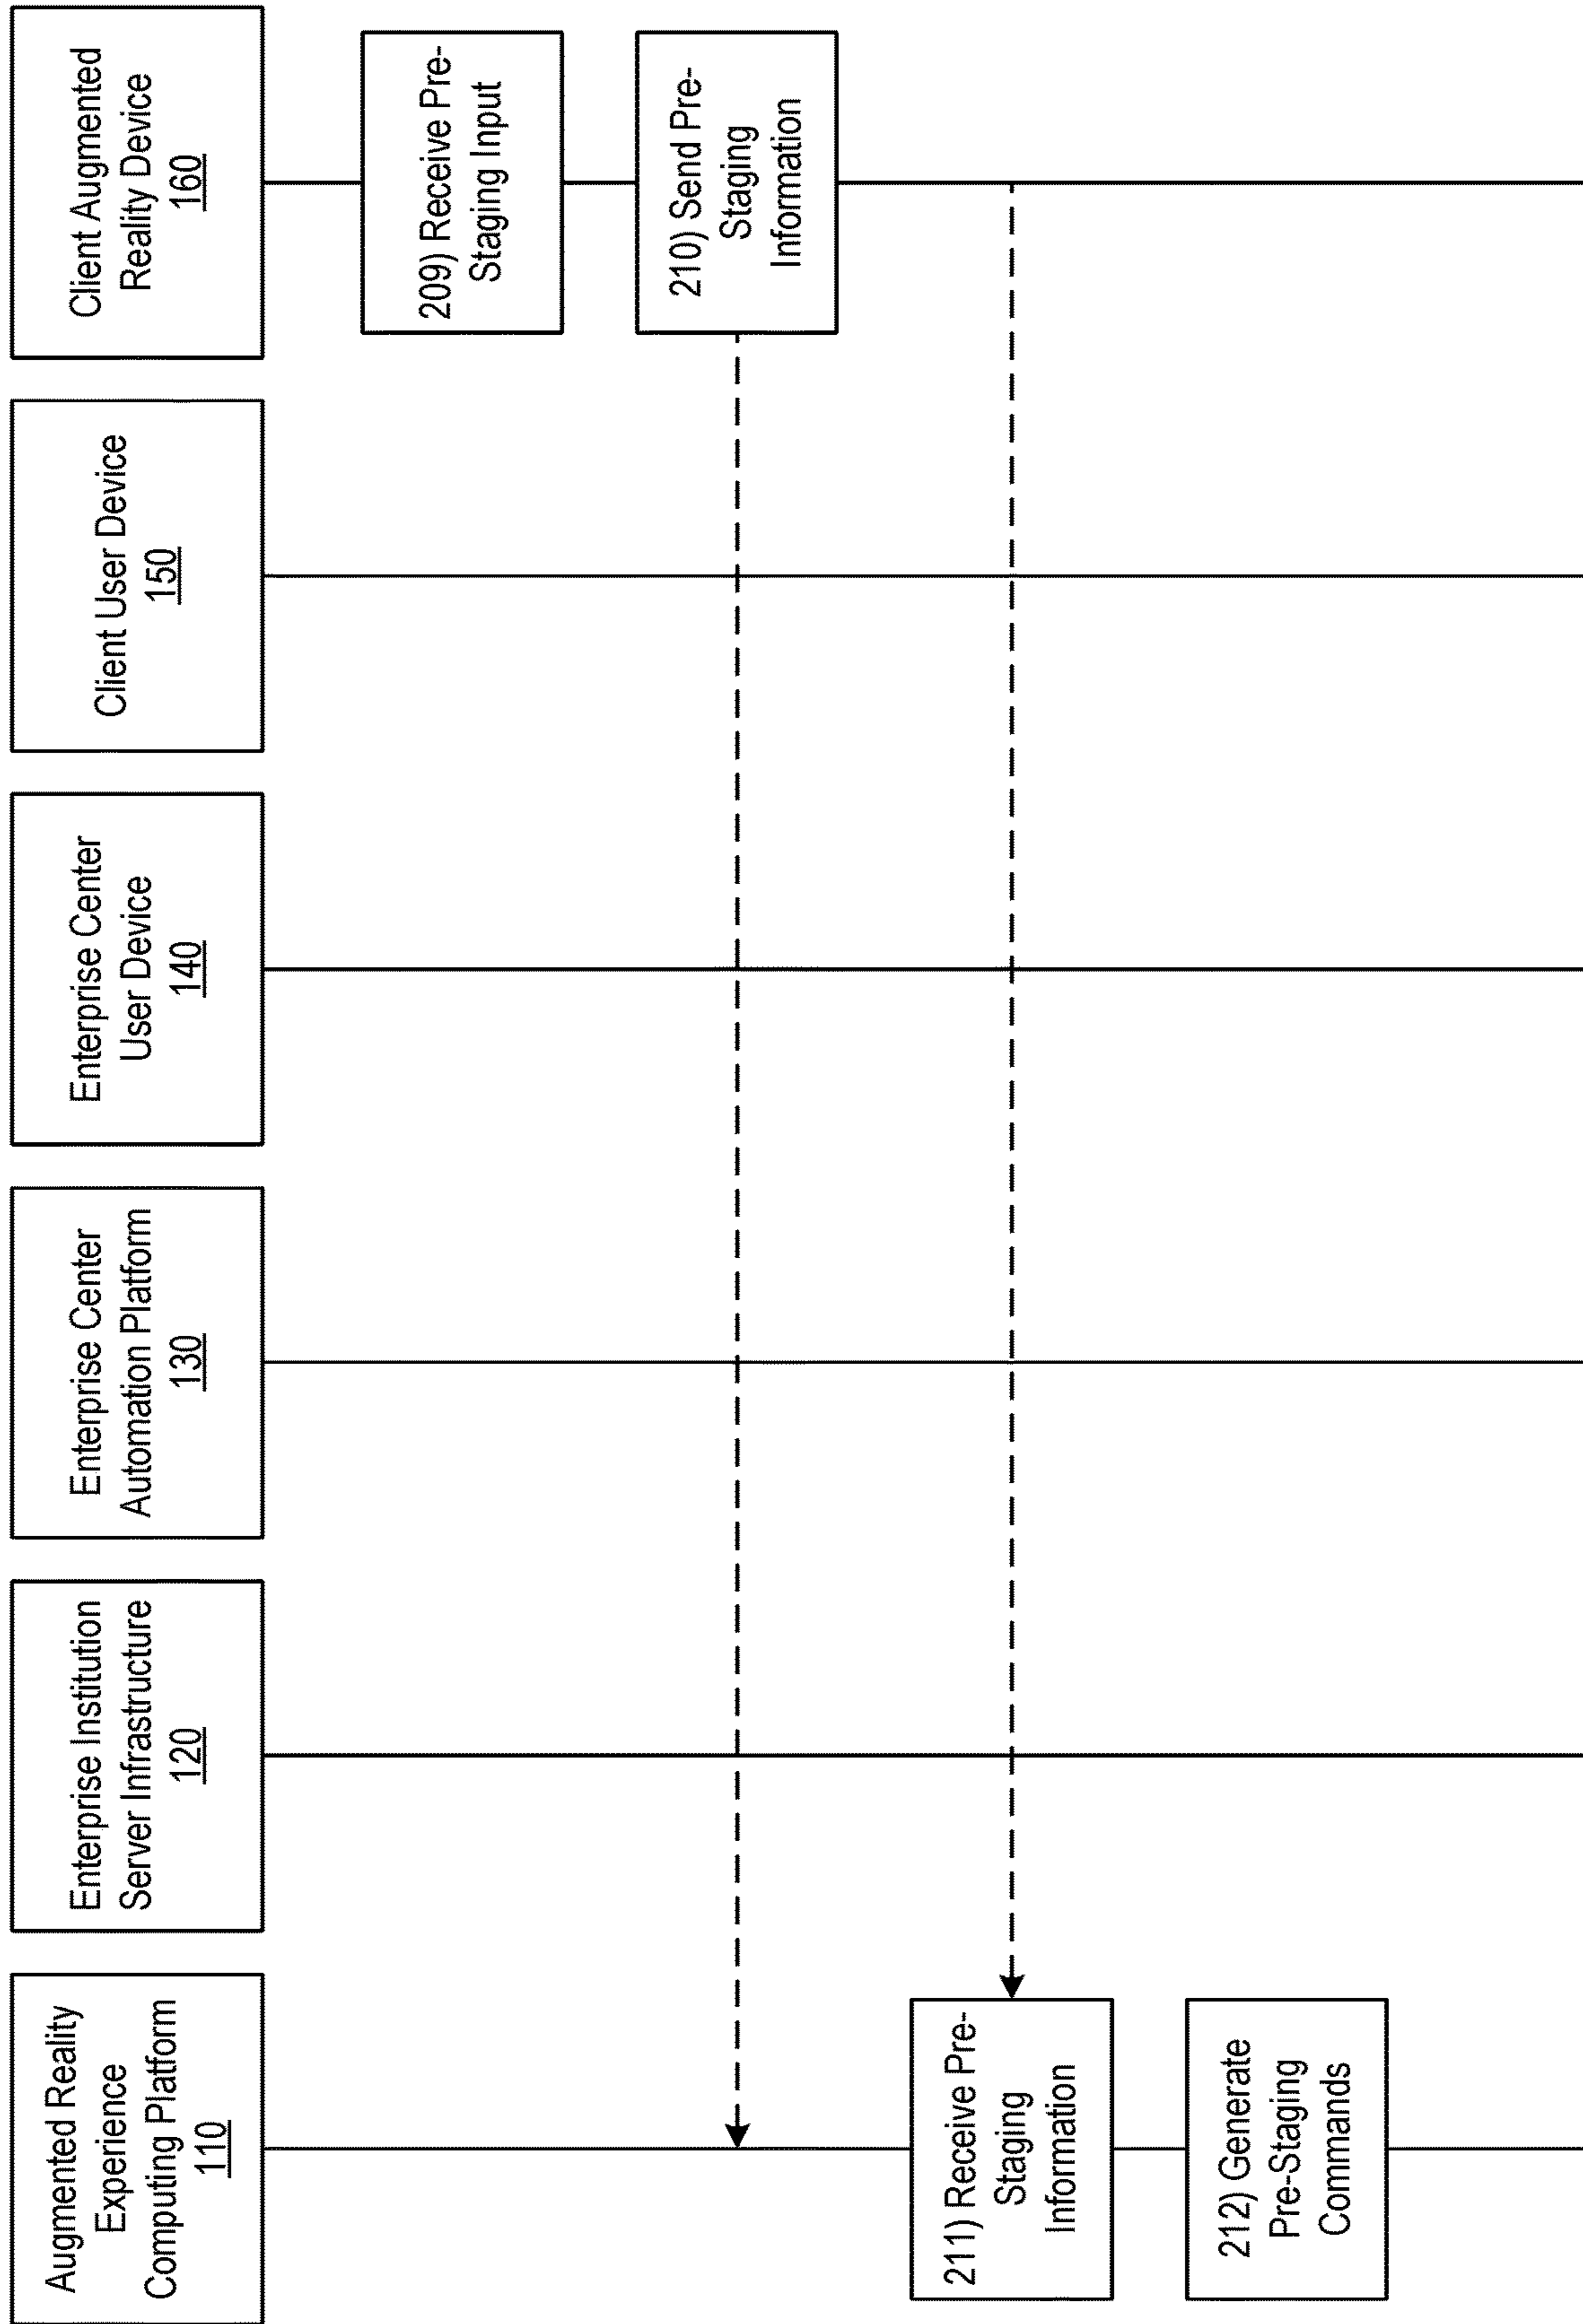 Augmented Reality
Experience
Computing Platform
110
Enterprise Institution
Server Infrastructure
120
Enterprise Center
Automation Platform
130
Enterprise Center
User Device
140
Client User Device
150
Client Augmented
Reality Device
160
209) Receive Pre-
Staging Input
210) Send Pre-
Staging
Information
211) Receive Pre-
Staging
Information
212) Generate
Pre-Staging
Commands